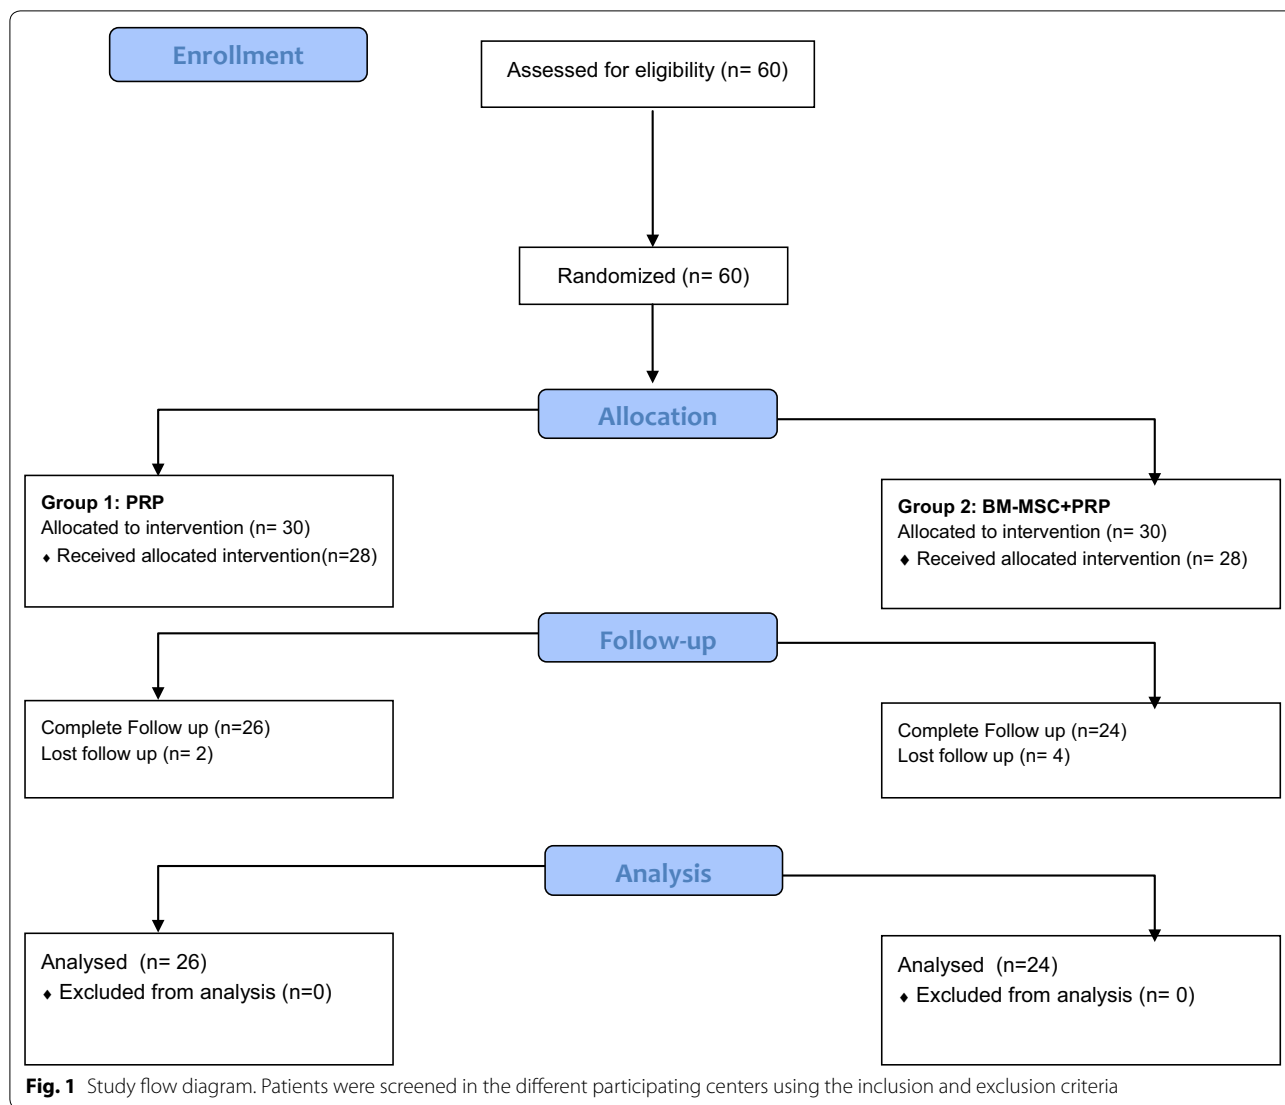 Enrollment
Assessed for eligibility (n= 60)
Randomized (n= 60)
Allocation
Group 1: PRP
Allocated to intervention (n= 30)
♦ Received allocated intervention(n=28)
Group 2: BM-MSC+PRP
Allocated to intervention (n= 30)
♦ Received allocated intervention (n= 28)
Follow-up
Complete Follow up (n=26)
Lost follow up (n= 2)
Complete Follow up (n=24)
Lost follow up (n= 4)
Analysis
Analysed (n= 26)
♦ Excluded from analysis (n=0)
Analysed (n=24)
♦ Excluded from analysis (n= 0)
Fig. 1 Study flow diagram. Patients were screened in the different participating centers using the inclusion and exclusion criteria